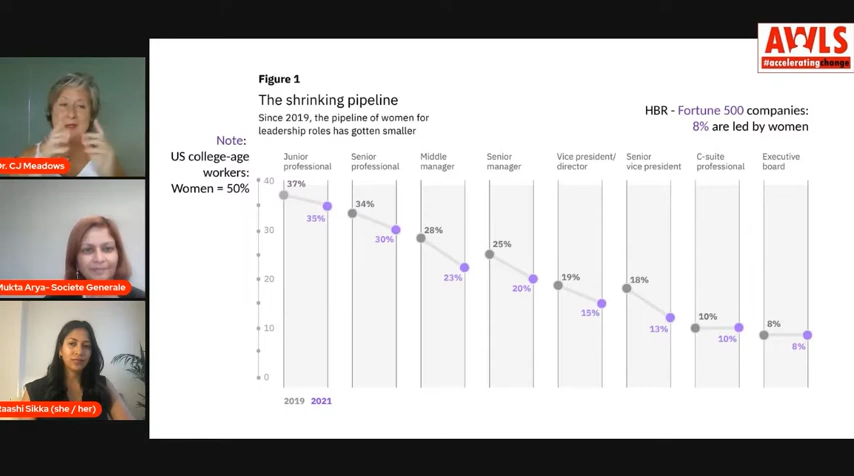 AWLS
#acceleratingchange
Figure 1
The shrinking pipeline
Since 2019, the pipeline of women for
leadership roles has gotten smaller
HBR - Fortune 500 companies:
8% are led by women
Note:
US college-age
workers:
Women = 50%
Junior
professional
Senior
professional
Middle
manager
Senior
manager
Vice president/
director
Senior
vice president
C-suite
professional
Executive
board
40
30
20
10
0
37%
35%
34%
30%
28%
23%
25%
20%
19%
15%
18%
13%
10%
10%
8%
8%
2019 2021
Dr. CJ Meadows
Mukta Arya- Societe Generale
Raashi Sikka (she / her)